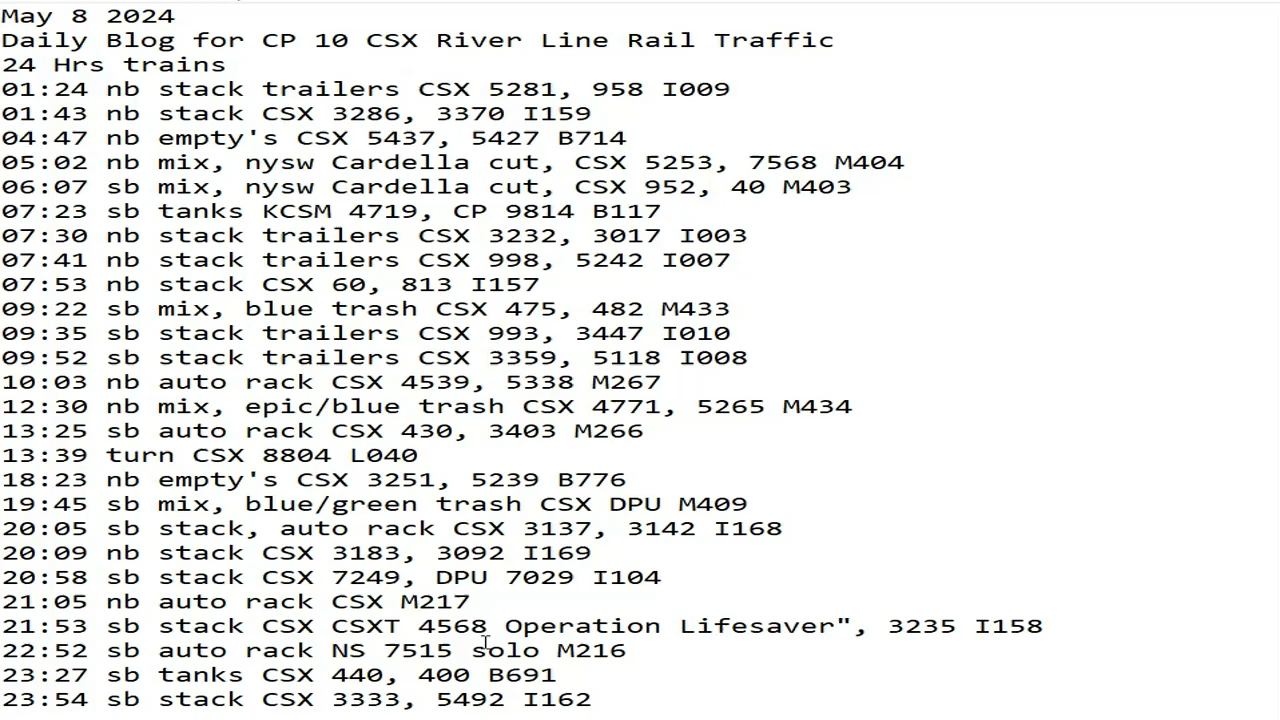 May 8 2024
Daily Blog for CP 10 CSX River Line Rail Traffic
24 Hrs trains
01:24 nb stack trailers CSX 5281, 958 I009
01:43 nb stack CSX 3286, 3370 I159
04:47 nb empty's CSX 5437, 5427 B714
05:02 nb mix, nysw Cardella cut, CSX 5253, 7568 M404
06:07 sb mix, nysw Cardella cut, CSX 952, 40 M403
07:23 sb tanks KCSM 4719, CP 9814 B117
07:30 nb stack trailers CSX 3232, 3017 I003
07:41 nb stack trailers CSX 998, 5242 I007
07:53 nb stack CSX 60, 813 I157
09:22 sb mix, blue trash CSX 475, 482 M433
09:35 sb stack trailers CSX 993, 3447 I010
09:52 sb stack trailers CSX 3359, 5118 I008
10:03 nb auto rack CSX 4539, 5338 M267
12:30 nb mix, epic/blue trash CSX 4771, 5265 M434
13:25 sb auto rack CSX 430, 3403 M266
13:39 turn CSX 8804 L040
18:23 nb empty's CSX 3251, 5239 B776
19:45 sb mix, blue/green trash CSX DPU M409
20:05 sb stack, auto rack CSX 3137, 3142 I168
20:09 nb stack CSX 3183, 3092 I169
20:58 sb stack CSX 7249, DPU 7029 I104
21:05 nb auto rack CSX M217
21:53 sb stack CSX CSXT 4568 Operation Lifesaver", 3235 I158
22:52 sb auto rack NS 7515 solo M216
23:27 sb tanks CSX 440, 400 B691
23:54 sb stack CSX 3333, 5492 I162